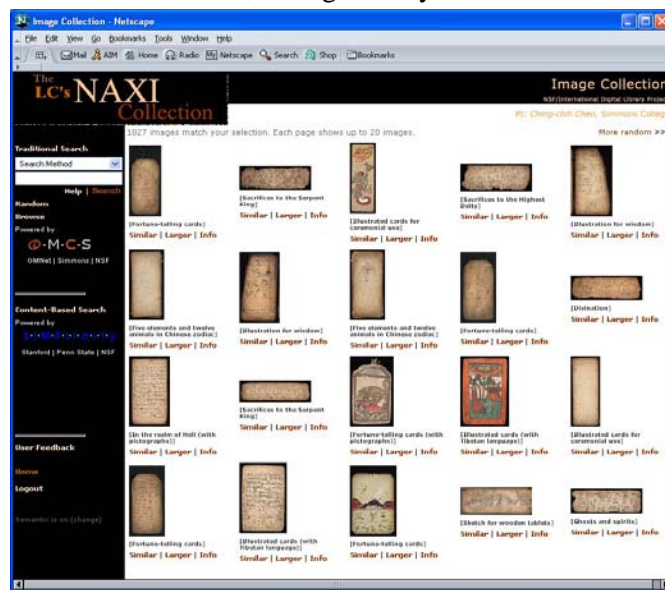 Image Collection - Netscape
File Edit View Go Bookmarks Tools Window Help
Mail AIM Home Radio Netscape Search Shop Bookmarks
The
LC's NAXI
Collection
Image Collection
NSF/International Digital Library Project
PI: Ching-chih Chen, Simmons College
1027 images match your selection. Each page shows up to 20 images.
More random >>
Traditional Search
Search Method
Help | Search
Random
Browse
Powered by
-M-C-S
GMNet | Simmons | NSF
Content-Based Search
Powered by
Stanford | Penn State | NSF
User Feedback
Home
Logout
Semantic is on (change)
[Fortune-telling cards]
Similar | Larger | Info
[Sacrifices to the Serpent
King]
Similar | Larger | Info
[Illustrated cards for
ceremonial use]
Similar | Larger | Info
[Sacrifices to the Highest
Deity]
Similar | Larger | Info
[Illustration for wisdom]
Similar | Larger | Info
[Five elements and twelve
animals in Chinese zodiac]
Similar | Larger | Info
[Illustration for wisdom]
Similar | Larger | Info
[Five elements and twelve
animals in Chinese zodiac]
Similar | Larger | Info
[Fortune-telling cards]
Similar | Larger | Info
[Divination]
Similar | Larger | Info
[In the realm of Hell (with
pictographs)]
Similar | Larger | Info
[Sacrifices to the Serpent
King]
Similar | Larger | Info
[Fortune-telling cards (with
pictographs)]
Similar | Larger | Info
[Illustrated cards (with
Tibetan language)]
Similar | Larger | Info
[Illustrated cards for
ceremonial use]
Similar | Larger | Info
[Fortune-telling cards]
Similar | Larger | Info
[Illustrated cards (with
Tibetan language)]
Similar | Larger | Info
[Fortune-telling cards]
Similar | Larger | Info
[Sketch for wooden tablets]
Similar | Larger | Info
[Ghosts and spirits]
Similar | Larger | Info